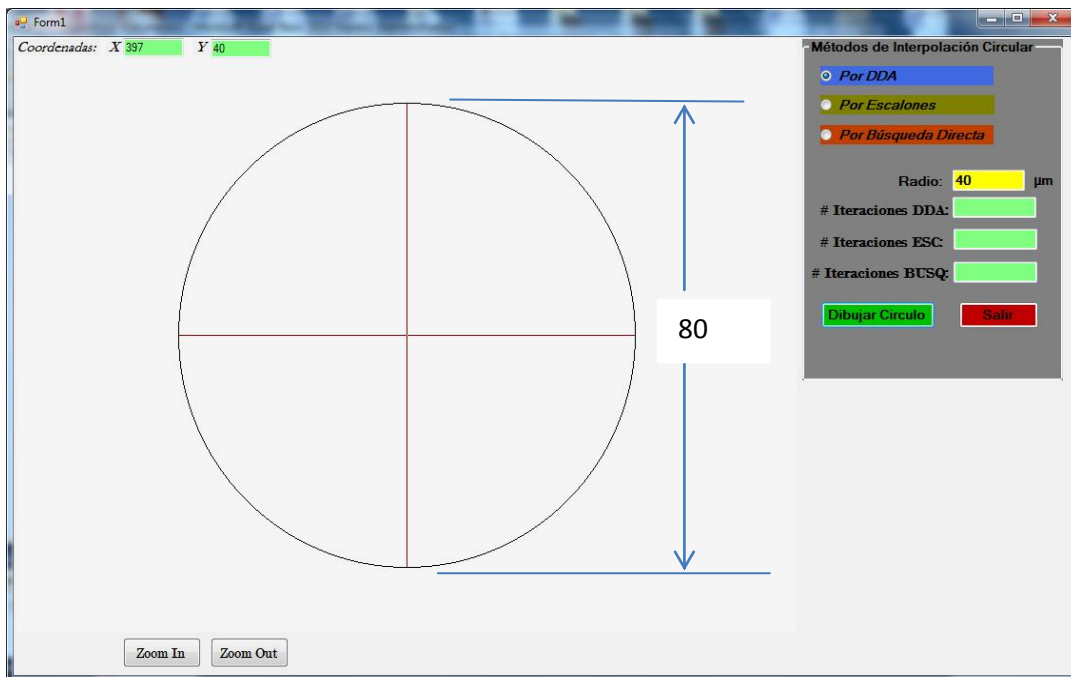 Form1
Coordenadas: X 397 Y 40
Métodos de Interpolación Circular
Por DDA
Por Escalones
Por Búsqueda Directa
Radio: 40 µm
# Iteraciones DDA:
# Iteraciones ESC:
# Iteraciones BUSQ:
Dibujar Circulo Salir
80
Zoom In Zoom Out